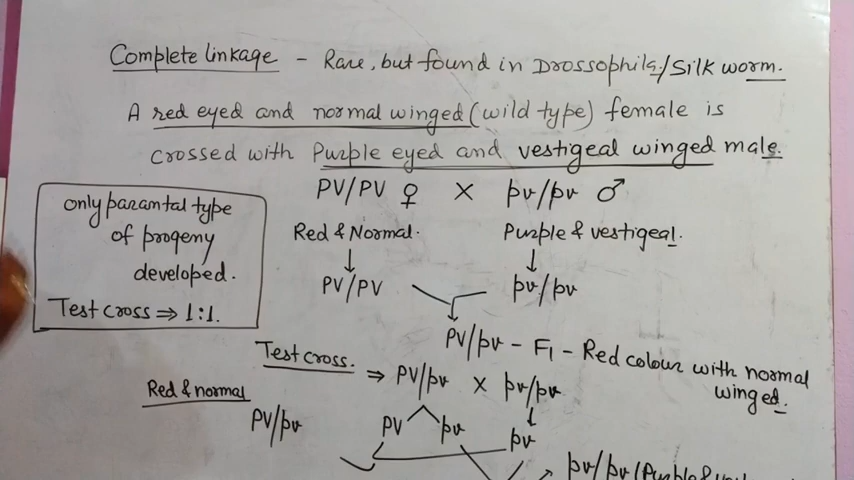 Complete linkage - Rare, but found in Drossophila/Silk worm.
A red eyed and normal winged (wild type) female is
crossed with Purple eyed and vestigeal winged male.
PV/PV ♀ × pv/pv ♂
Red & Normal. Purple & vestigeal.
PV/PV pv/pv
only parantal type
of progeny
developed.
Test cross ⇒ 1:1.
PV/pv - F1 - Red colour with normal
winged.
Test cross. ⇒ PV/pv × pv/pv
Red & normal
PV/pv PV pv pv
pv/pv (Purple &